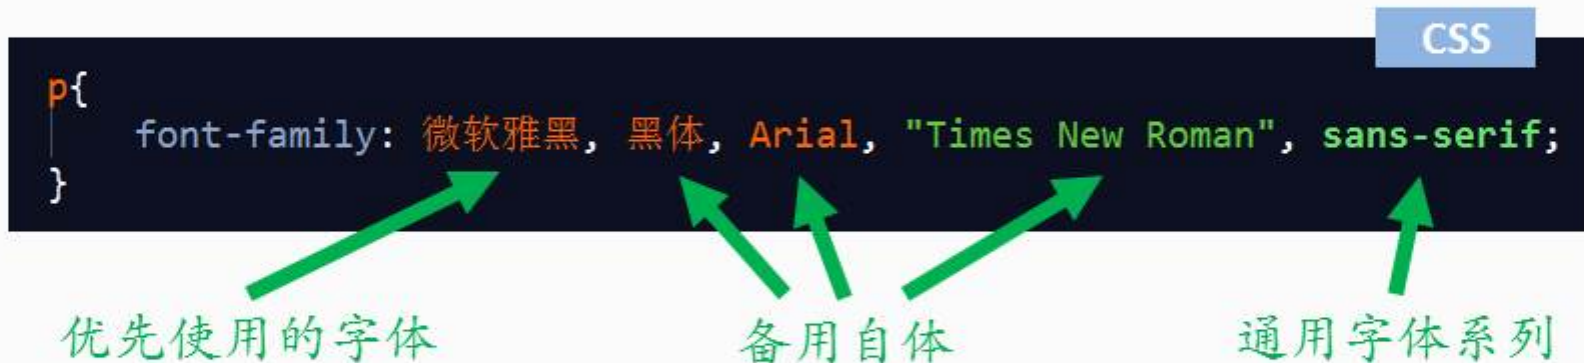 CSS
p{
font-family: 微软雅黑, 黑体, Arial, "Times New Roman", sans-serif;
}
优先使用的字体 备用自体 通用字体系列